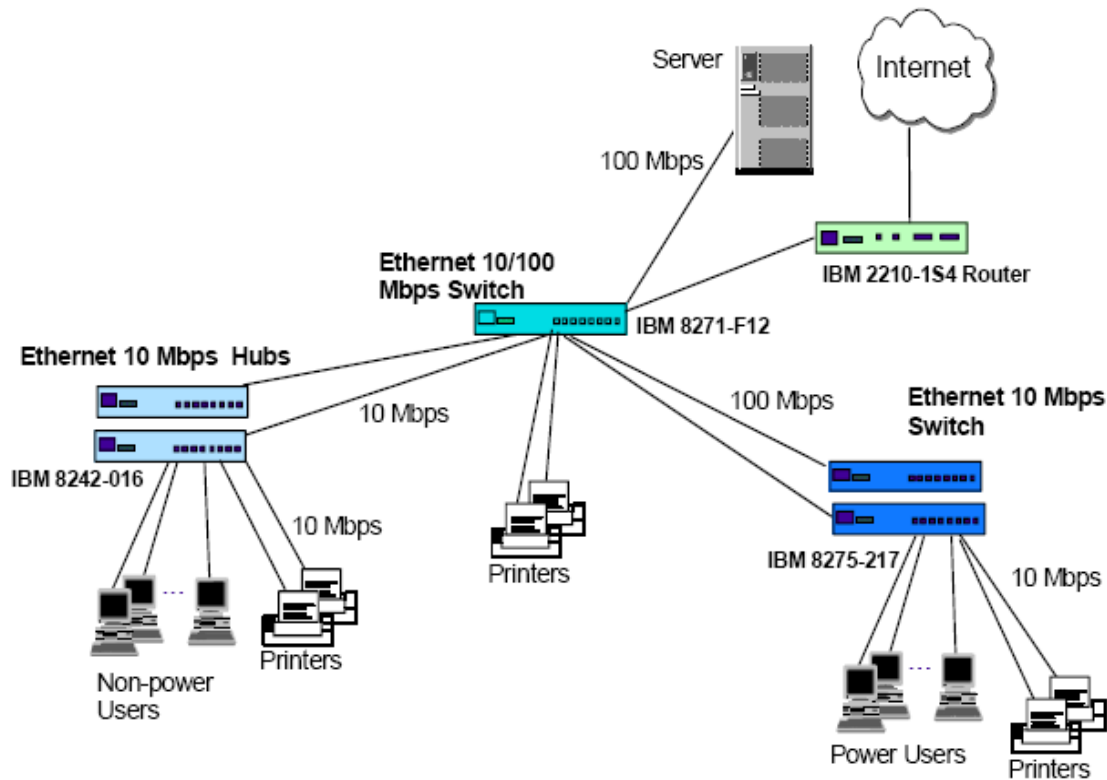 Server
Internet
100 Mbps
IBM 2210-1S4 Router
Ethernet 10/100
Mbps Switch
IBM 8271-F12
Ethernet 10 Mbps Hubs
10 Mbps
100 Mbps
Ethernet 10 Mbps
Switch
IBM 8242-016
10 Mbps
Printers
IBM 8275-217
10 Mbps
Printers
Non-power
Users
Power Users
Printers